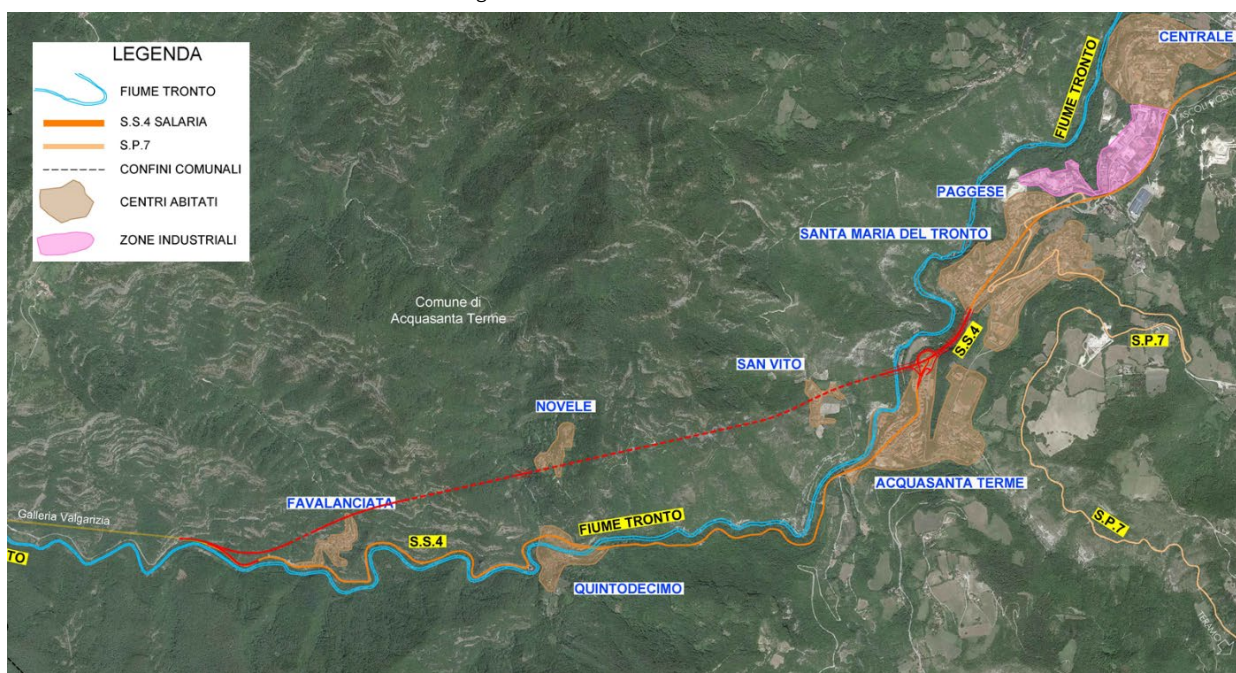 LEGENDA
FIUME TRONTO
S.S.4 SALARIA
S.P.7
CONFINI COMUNALI
CENTRI ABITATI
ZONE INDUSTRIALI
CENTRALE
FIUME TRONTO
PAGGESE
SANTA MARIA DEL TRONTO
Comune di
Acquasanta Terme
S.S.4
S.P.7
SAN VITO
NOVELE
ACQUASANTA TERME
FAVALANCIATA
Galleria Valgarizia
FIUME TRONTO
S.P.7
S.S.4
TO
QUINTODECIMO
TERAMO